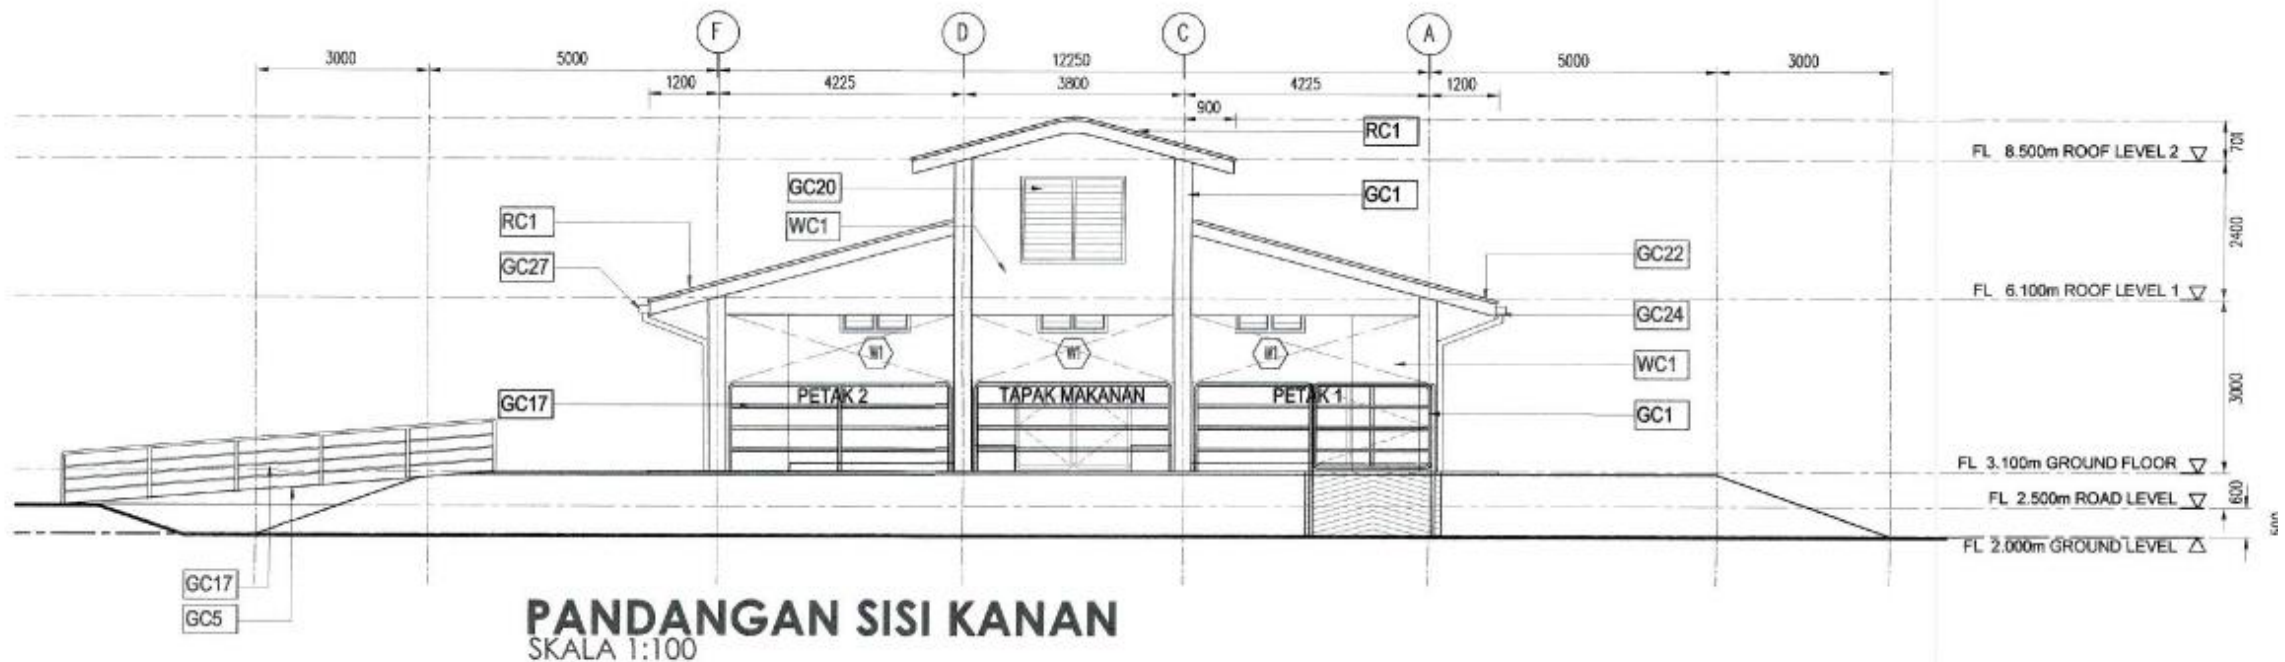 F D C A
3000 5000 12250 5000 3000
1200 4225 3800 4225 1200
900
RC1
FL 8.500m ROOF LEVEL 2
701
GC20
GC1
RC1
WC1
2400
GC27
GC22
FL 6.100m ROOF LEVEL 1
GC24
W1 W1 W1
WC1
GC17
PETAK 2 TAPAK MAKANAN PETAK 1
3000
GC1
FL 3.100m GROUND FLOOR
FL 2.500m ROAD LEVEL
600
FL 2.000m GROUND LEVEL
GC17
GC5
PANDANGAN SISI KANAN
SKALA 1:100